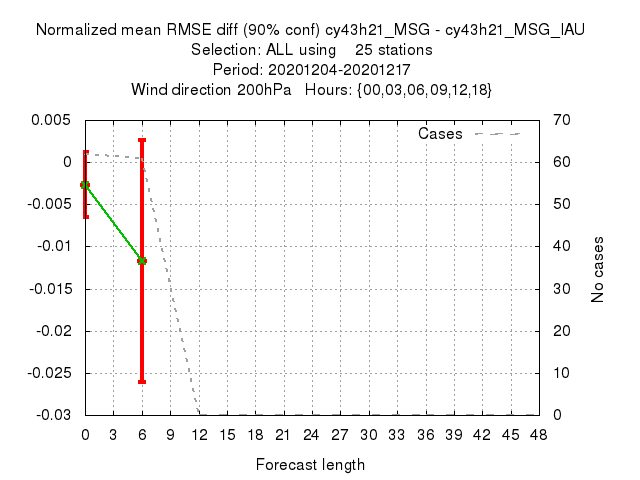 Normalized mean RMSE diff (90% conf) cy43h21_MSG - cy43h21_MSG_IAU
Selection: ALL using    25 stations
Period: 20201204-20201217
Wind direction 200hPa   Hours: {00,03,06,09,12,18}
0.005
0
-0.005
-0.01
-0.015
-0.02
-0.025
-0.03
Cases
70
60
50
40
30
20
10
0
No cases
0 3 6 9 12 15 18 21 24 27 30 33 36 39 42 45 48
Forecast length